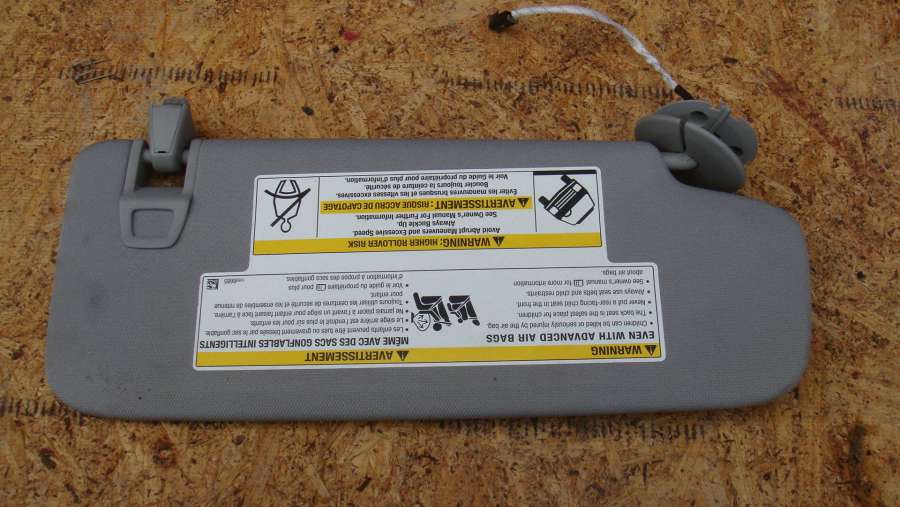 WARNING
EVEN WITH ADVANCED AIR BAGS
• Children can be killed or seriously injured by the air bag.
• The back seat is the safest place for children.
• Never put a rear-facing child seat in the front.
• Always use seat belts and child restraints.
• See owner's manual for more information
about air bags.
AVERTISSEMENT
MÊME AVEC DES SACS GONFLABLES INTELLIGENTS
• Les enfants peuvent être tués ou gravement blessés par le sac gonflable.
• Le siège arrière est l'endroit le plus sûr pour les enfants.
• Ne jamais placer à l'avant un siège pour enfant faisant face à l'arrière.
• Toujours utiliser les ceintures de sécurité et les ensembles de retenue
pour enfant.
• Voir le guide du propriétaire pour plus
d'information à propos des sacs gonflables.
WARNING: HIGHER ROLLOVER RISK
Avoid Abrupt Maneuvers and Excessive Speed.
Always Buckle Up.
See Owner's Manual For Further Information.
AVERTISSEMENT : RISQUE ACCRU DE CAPOTAGE
Éviter les manœuvres brusques et les vitesses excessives.
Boucler toujours la ceinture de sécurité.
Voir le Guide du propriétaire pour plus d'information.